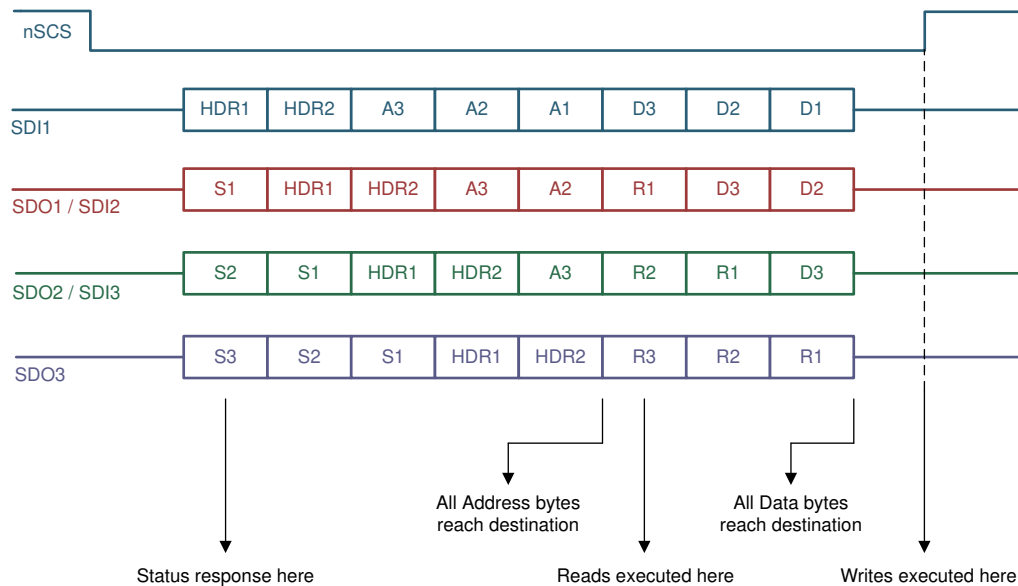 nSCS
HDR1 HDR2 A3 A2 A1 D3 D2 D1
SDI1
S1 HDR1 HDR2 A3 A2 R1 D3 D2
SDO1 / SDI2
S2 S1 HDR1 HDR2 A3 R2 R1 D3
SDO2 / SDI3
S3 S2 S1 HDR1 HDR2 R3 R2 R1
SDO3
All Address bytes
reach destination
All Data bytes
reach destination
Status response here
Reads executed here
Writes executed here